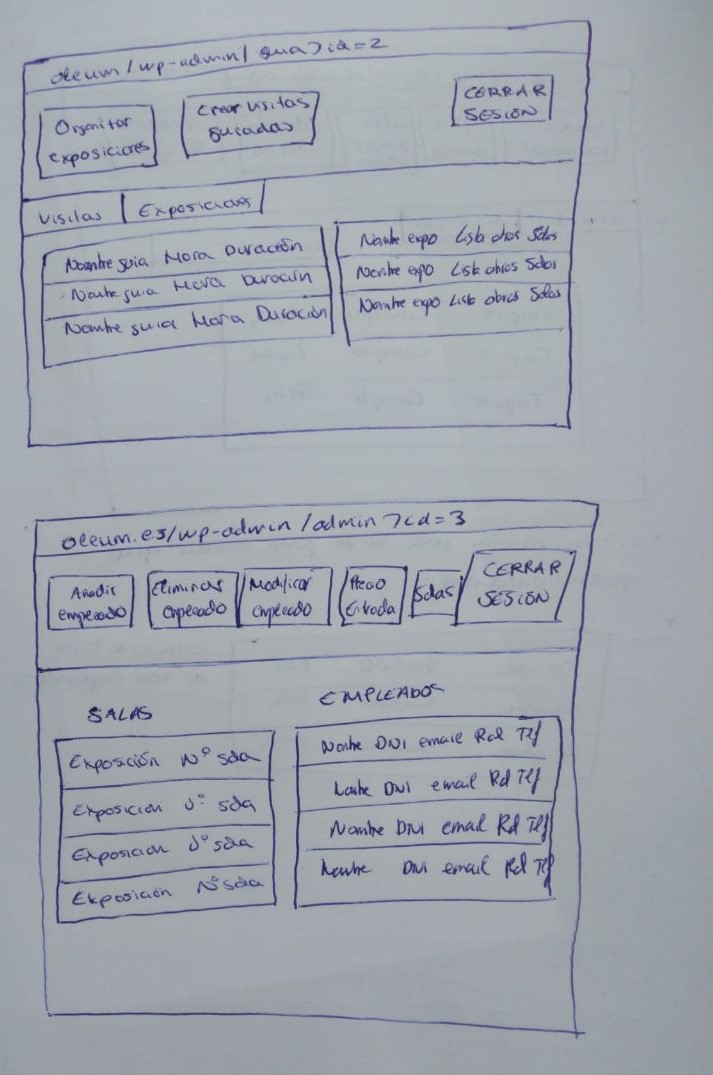 oleum/wp-admin/guia?id=2
Organizar
exposiciones
Crear visitas
guiadas
CERRAR
SESIÓN
Visitas
Exposiciones
Nombre guia Hora Duración
Nombre guia Hora Duración
Nombre guia Hora Duración
Nombre expo Lista obras Salas
Nombre expo Lista obras Salas
Nombre expo Lista obras Salas
oleum.es/wp-admin/admin?id=3
Añadir
empleado
Eliminar
empleado
Modificar
empleado
Precio
Entrada
Salas
CERRAR
SESIÓN
SALAS
Exposición Nº sala
Exposicion Nº sala
Exposicion Nº sala
Exposición Nº sala
EMPLEADOS
Nombre DNI email Rol Tlf
Nombre DNI email Rol Tlf
Nombre DNI email Rol Tlf
Nombre DNI email Rol Tlf